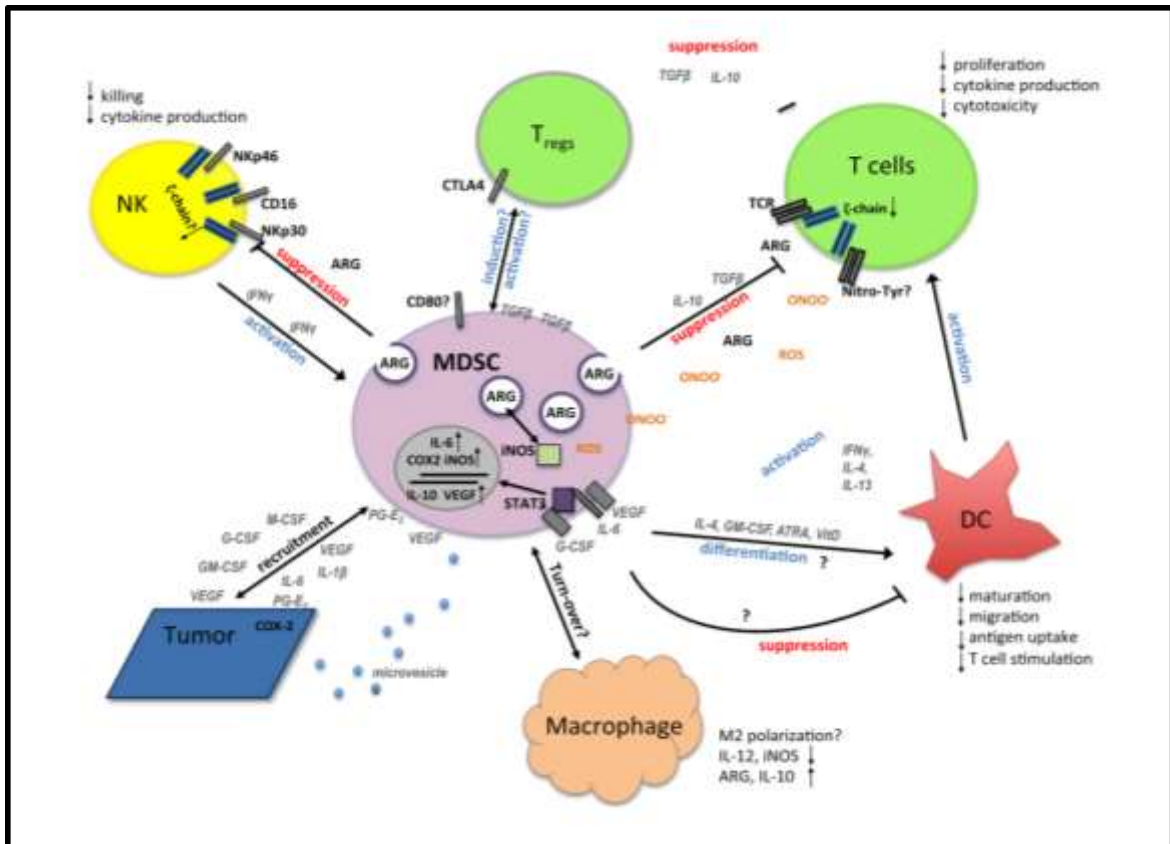 suppression
TGFβ IL-10
↓ proliferation
↓ cytokine production
↓ cytotoxicity
↓ killing
↓ cytokine production
NKp46
NK
ξ-chain?
CD16
NKp30
Tregs
CTLA4
T cells
TCR
ξ-chain ↓
ARG
Nitro-Tyr?
suppression
ARG
IFNγ
IFNγ
activation
induction?
activation?
CD80?
TGFβ TGFβ
TGFβ
IL-10
suppression
ONOO-
ARG
ROS
ONOO-
ONOO-
activation
MDSC
ARG
ARG
ARG
ARG
iNOS
ROS
IL-6 ↑
COX2 iNOS ↑
IL-10 VEGF ↑
STAT3
VEGF
IL-6
G-CSF
PG-E2
VEGF
activation
IFNγ,
IL-4,
IL-13
DC
IL-4, GM-CSF, ATRA, VitD
differentiation ?
M-CSF
G-CSF
recruitment
VEGF
GM-CSF
IL-1β
IL-6
VEGF
PG-E2
COX-2
Tumor
microvesicle
Turn-over?
?
suppression
↓ maturation
↓ migration
↓ antigen uptake
↓ T cell stimulation
Macrophage
M2 polarization?
IL-12, iNOS ↓
ARG, IL-10 ↑